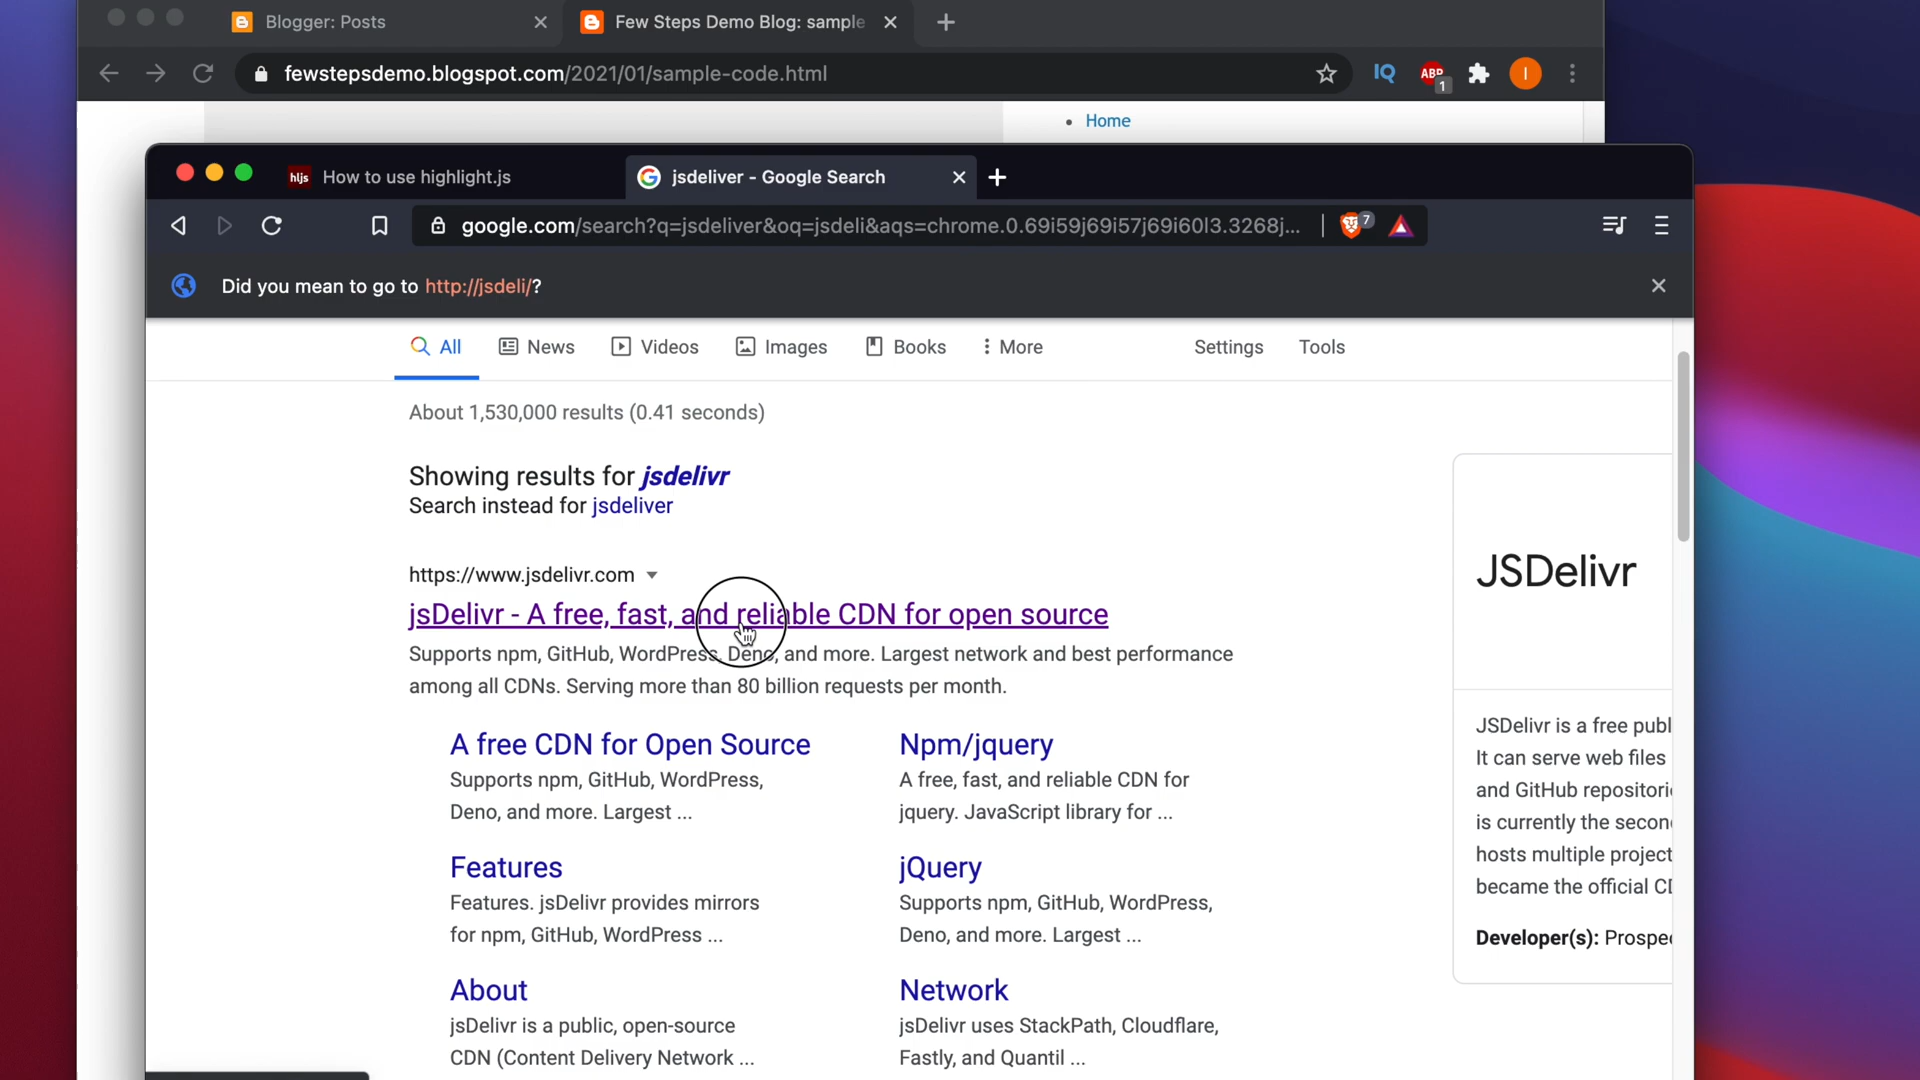 Blogger: Posts
Few Steps Demo Blog: sample
fewstepsdemo.blogspot.com/2021/01/sample-code.html
IQ
ABP
1
I
Home
hljs How to use highlight.js
jsdeliver - Google Search
google.com/search?q=jsdeliver&oq=jsdeli&aqs=chrome.0.69i59j69i57j69i60l3.3268j...
7
Did you mean to go to http://jsdeli/?
All
News
Videos
Images
Books
More
Settings
Tools
About 1,530,000 results (0.41 seconds)
Showing results for jsdelivr
Search instead for jsdeliver
https://www.jsdelivr.com
jsDelivr - A free, fast, and reliable CDN for open source
Supports npm, GitHub, WordPress, Deno, and more. Largest network and best performance
among all CDNs. Serving more than 80 billion requests per month.
A free CDN for Open Source
Supports npm, GitHub, WordPress,
Deno, and more. Largest ...
Npm/jquery
A free, fast, and reliable CDN for
jquery. JavaScript library for ...
Features
Features. jsDelivr provides mirrors
for npm, GitHub, WordPress ...
jQuery
Supports npm, GitHub, WordPress,
Deno, and more. Largest ...
About
jsDelivr is a public, open-source
CDN (Content Delivery Network ...
Network
jsDelivr uses StackPath, Cloudflare,
Fastly, and Quantil ...
JSDelivr
JSDelivr is a free publ
It can serve web files
and GitHub repositori
is currently the secon
hosts multiple project
became the official CD
Developer(s): Prospec